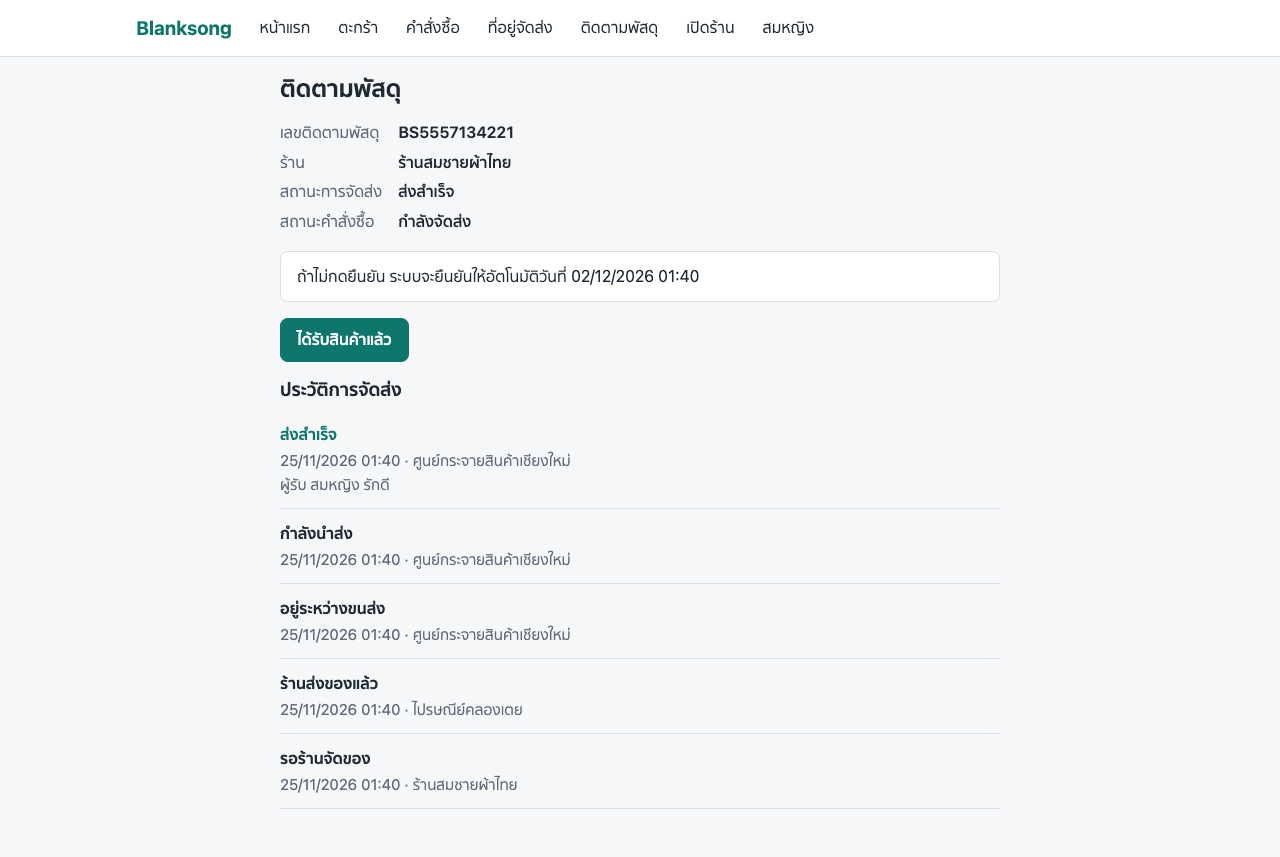 Blanksong หน้าแรก ตะกร้า คำสั่งซื้อ ที่อยู่จัดส่ง ติดตามพัสดุ เปิดร้าน สมหญิง
ติดตามพัสดุ
เลขติดตามพัสดุ BS5557134221
ร้าน ร้านสมชายผ้าไทย
สถานะการจัดส่ง ส่งสำเร็จ
สถานะคำสั่งซื้อ กำลังจัดส่ง
ถ้าไม่กดยืนยัน ระบบจะยืนยันให้อัตโนมัติวันที่ 02/12/2026 01:40
ได้รับสินค้าแล้ว
ประวัติการจัดส่ง
ส่งสำเร็จ
25/11/2026 01:40 · ศูนย์กระจายสินค้าเชียงใหม่
ผู้รับ สมหญิง รักดี
กำลังนำส่ง
25/11/2026 01:40 · ศูนย์กระจายสินค้าเชียงใหม่
อยู่ระหว่างขนส่ง
25/11/2026 01:40 · ศูนย์กระจายสินค้าเชียงใหม่
ร้านส่งของแล้ว
25/11/2026 01:40 · ไปรษณีย์คลองเตย
รอร้านจัดของ
25/11/2026 01:40 · ร้านสมชายผ้าไทย